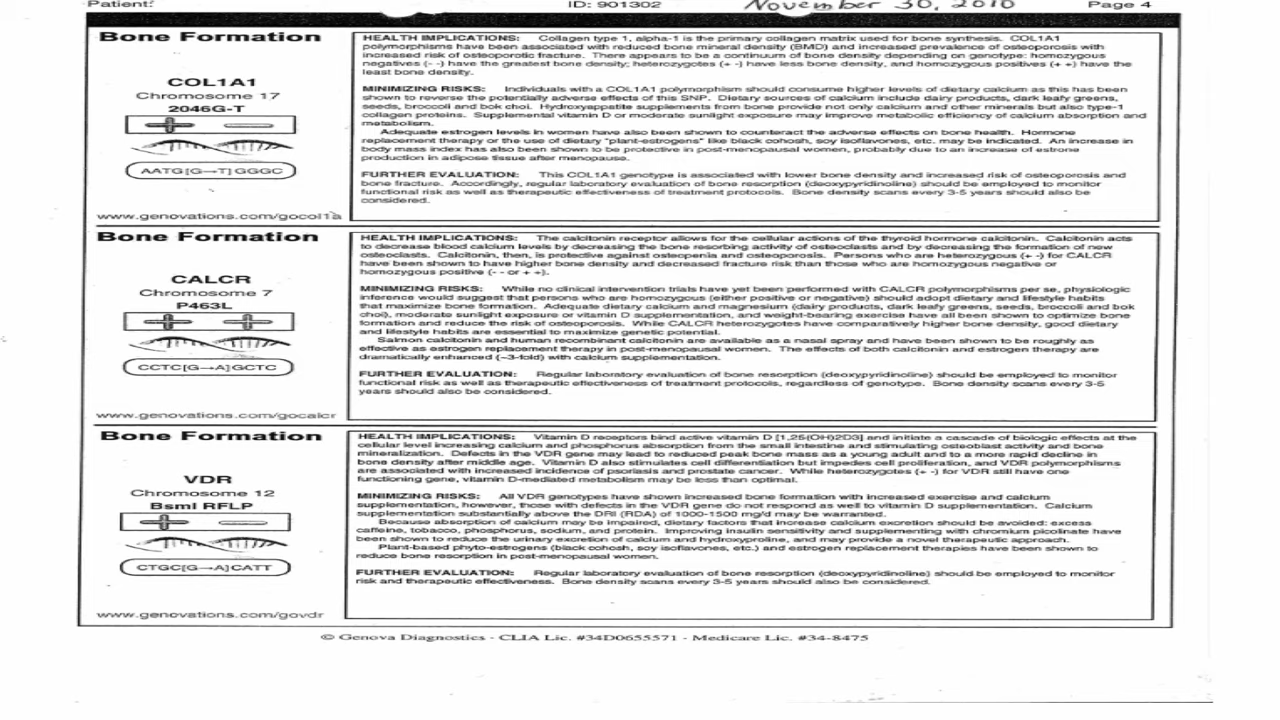 Patient: ID: 901302 November 30, 2010 Page 4
Bone Formation
COL1A1
Chromosome 17
2046G-T
+ −
AATG[G→T]GGGC
www.genovations.com/gocol1a
HEALTH IMPLICATIONS: Collagen type 1, alpha-1 is the primary collagen matrix used for bone synthesis. COL1A1
polymorphisms have been associated with reduced bone mineral density (BMD) and increased prevalence of osteoporosis with
increased risk of osteoporotic fracture. There appears to be a continuum of bone density depending on genotype: homozygous
negatives (- -) have the greatest bone density; heterozygotes (+ -) have less bone density, and homozygous positives (+ +) have the
least bone density.
MINIMIZING RISKS: Individuals with a COL1A1 polymorphism should consume higher levels of dietary calcium as this has been
shown to reverse the potentially adverse effects of this SNP. Dietary sources of calcium include dairy products, dark leafy greens,
seeds, broccoli and bok choi. Hydroxyapatite supplements from bone provide not only calcium and other minerals but also type-1
collagen proteins. Supplemental vitamin D or moderate sunlight exposure may improve metabolic efficiency of calcium absorption and
metabolism.
Adequate estrogen levels in women have also been shown to counteract the adverse effects on bone health. Hormone
replacement therapy or the use of dietary "plant-estrogens" like black cohosh, soy isoflavones, etc. may be indicated. An increase in
body mass index has also been shown to be protective in post-menopausal women, probably due to an increase of estrone
production in adipose tissue after menopause.
FURTHER EVALUATION: This COL1A1 genotype is associated with lower bone density and increased risk of osteoporosis and
bone fracture. Accordingly, regular laboratory evaluation of bone resorption (deoxypyridinoline) should be employed to monitor
functional risk as well as therapeutic effectiveness of treatment protocols. Bone density scans every 3-5 years should also be
considered.
Bone Formation
CALCR
Chromosome 7
P463L
+ +
CCTC[G→A]GCTC
www.genovations.com/gocalcr
HEALTH IMPLICATIONS: The calcitonin receptor allows for the cellular actions of the thyroid hormone calcitonin. Calcitonin acts
to decrease blood calcium levels by decreasing the bone resorbing activity of osteoclasts and by decreasing the formation of new
osteoclasts. Calcitonin, then, is protective against osteopenia and osteoporosis. Persons who are heterozygous (+ -) for CALCR
have been shown to have higher bone density and decreased fracture risk than those who are homozygous negative or
homozygous positive (- - or + +).
MINIMIZING RISKS: While no clinical intervention trials have yet been performed with CALCR polymorphisms per se, physiologic
inference would suggest that persons who are homozygous (either positive or negative) should adopt dietary and lifestyle habits
that maximize bone formation. Adequate dietary calcium and magnesium (dairy products, dark leafy greens, seeds, broccoli and bok
choi), moderate sunlight exposure or vitamin D supplementation, and weight-bearing exercise have all been shown to optimize bone
formation and reduce the risk of osteoporosis. While CALCR heterozygotes have comparatively higher bone density, good dietary
and lifestyle habits are essential to maximize genetic potential.
Salmon calcitonin and human recombinant calcitonin are available as a nasal spray and have been shown to be roughly as
effective as estrogen replacement therapy in post-menopausal women. The effects of both calcitonin and estrogen therapy are
dramatically enhanced (~3-fold) with calcium supplementation.
FURTHER EVALUATION: Regular laboratory evaluation of bone resorption (deoxypyridinoline) should be employed to monitor
functional risk as well as therapeutic effectiveness of treatment protocols, regardless of genotype. Bone density scans every 3-5
years should also be considered.
Bone Formation
VDR
Chromosome 12
BsmI RFLP
+ −
CTGC[G→A]CATT
www.genovations.com/govdr
HEALTH IMPLICATIONS: Vitamin D receptors bind active vitamin D [1,25(OH)2D3] and initiate a cascade of biologic effects at the
cellular level increasing calcium and phosphorus absorption from the small intestine and stimulating osteoblast activity and bone
mineralization. Defects in the VDR gene may lead to reduced peak bone mass as a young adult and to a more rapid decline in
bone density after middle age. Vitamin D also stimulates cell differentiation but impedes cell proliferation, and VDR polymorphisms
are associated with increased incidence of psoriasis and prostate cancer. While heterozygotes (+ -) for VDR still have one
functioning gene, vitamin D-mediated metabolism may be less than optimal.
MINIMIZING RISKS: All VDR genotypes have shown increased bone formation with increased exercise and calcium
supplementation, however, those with defects in the VDR gene do not respond as well to vitamin D supplementation. Calcium
supplementation substantially above the DRI (RDA) of 1000-1500 mg/d may be warranted.
Because absorption of calcium may be impaired, dietary factors that increase calcium excretion should be avoided: excess
caffeine, tobacco, phosphorus, sodium, and protein. Improving insulin sensitivity and supplementing with chromium picolinate have
been shown to reduce the urinary excretion of calcium and hydroxyproline, and may provide a novel therapeutic approach.
Plant-based phyto-estrogens (black cohosh, soy isoflavones, etc.) and estrogen replacement therapies have been shown to
reduce bone resorption in post-menopausal women.
FURTHER EVALUATION: Regular laboratory evaluation of bone resorption (deoxypyridinoline) should be employed to monitor
risk and therapeutic effectiveness. Bone density scans every 3-5 years should also be considered.
© Genova Diagnostics - CLIA Lic. #34D0655571 - Medicare Lic. #34-8475